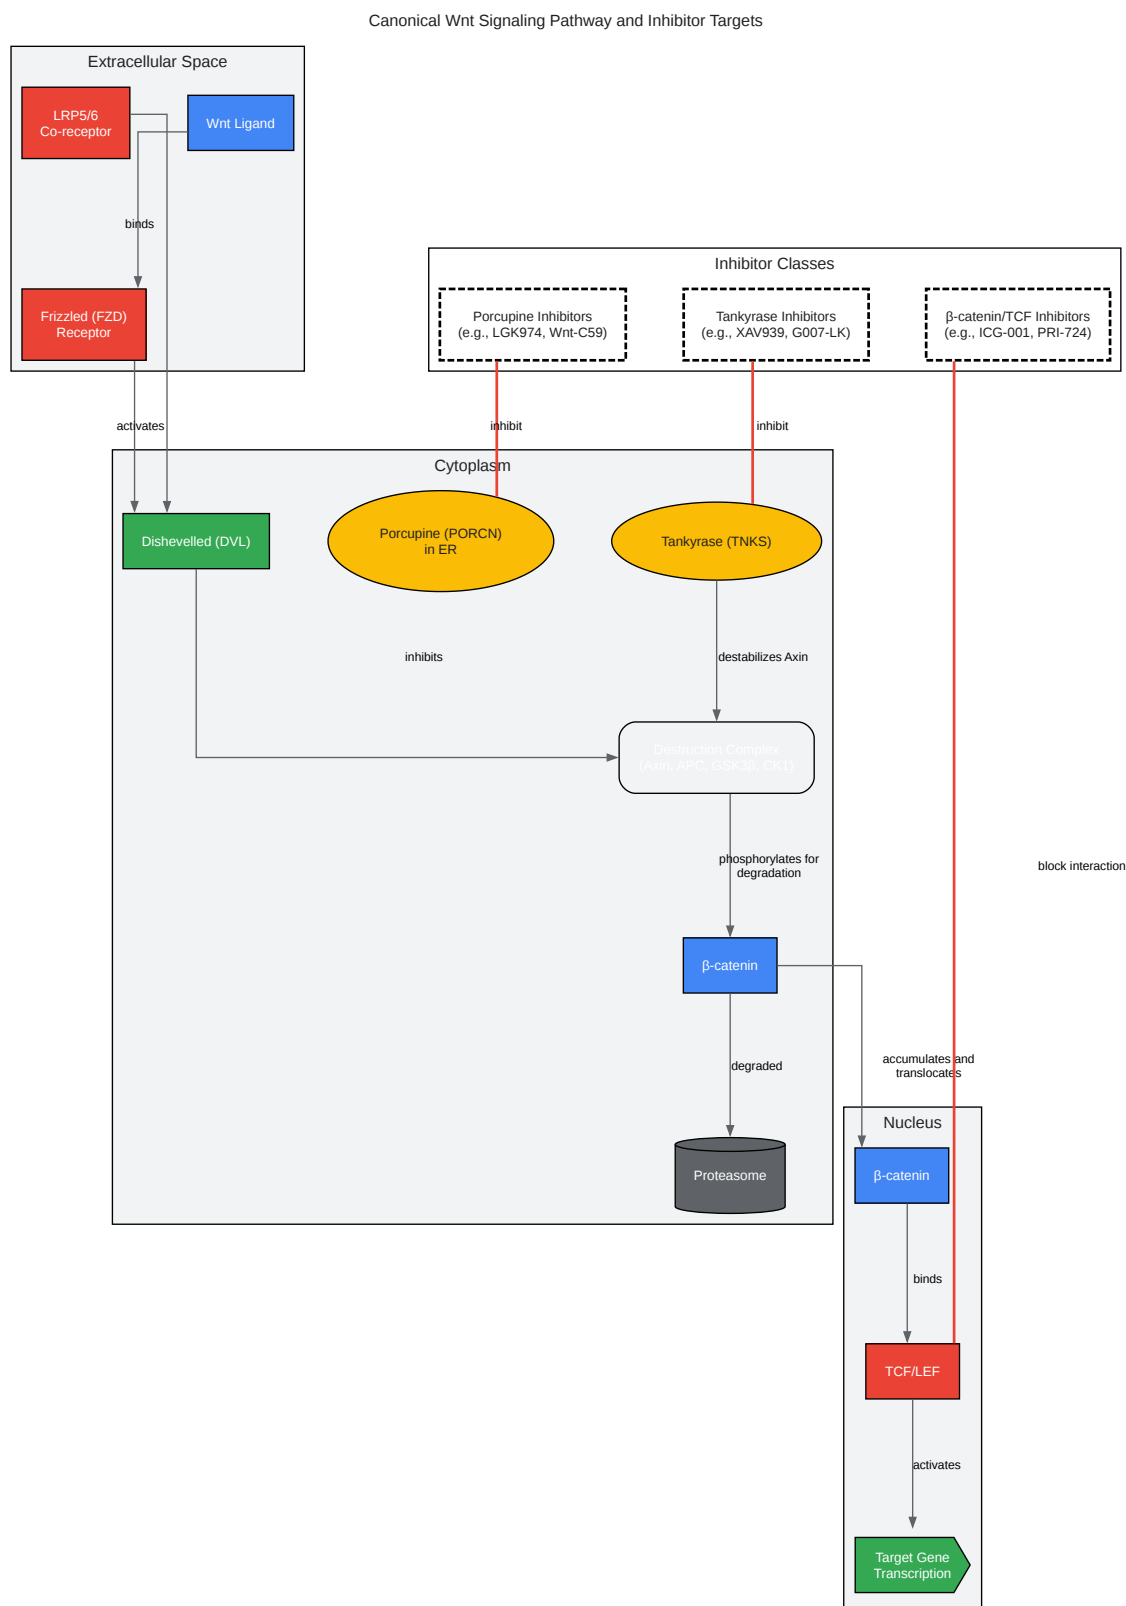 Canonical Wnt Signaling Pathway and Inhibitor Targets
Extracellular Space
LRP5/6
Co-receptor
Wnt Ligand
binds
Frizzled (FZD)
Receptor
Inhibitor Classes
Porcupine Inhibitors
(e.g., LGK974, Wnt-C59)
Tankyrase Inhibitors
(e.g., XAV939, G007-LK)
β-catenin/TCF Inhibitors
(e.g., ICG-001, PRI-724)
activates
inhibit
inhibit
Cytoplasm
Dishevelled (DVL)
Porcupine (PORCN)
in ER
Tankyrase (TNKS)
inhibits
destabilizes Axin
Destruction Complex
(Axin, APC, GSK3β, CK1)
phosphorylates for
degradation
block interaction
β-catenin
degraded
accumulates and
translocates
Nucleus
Proteasome
β-catenin
binds
TCF/LEF
activates
Target Gene
Transcription